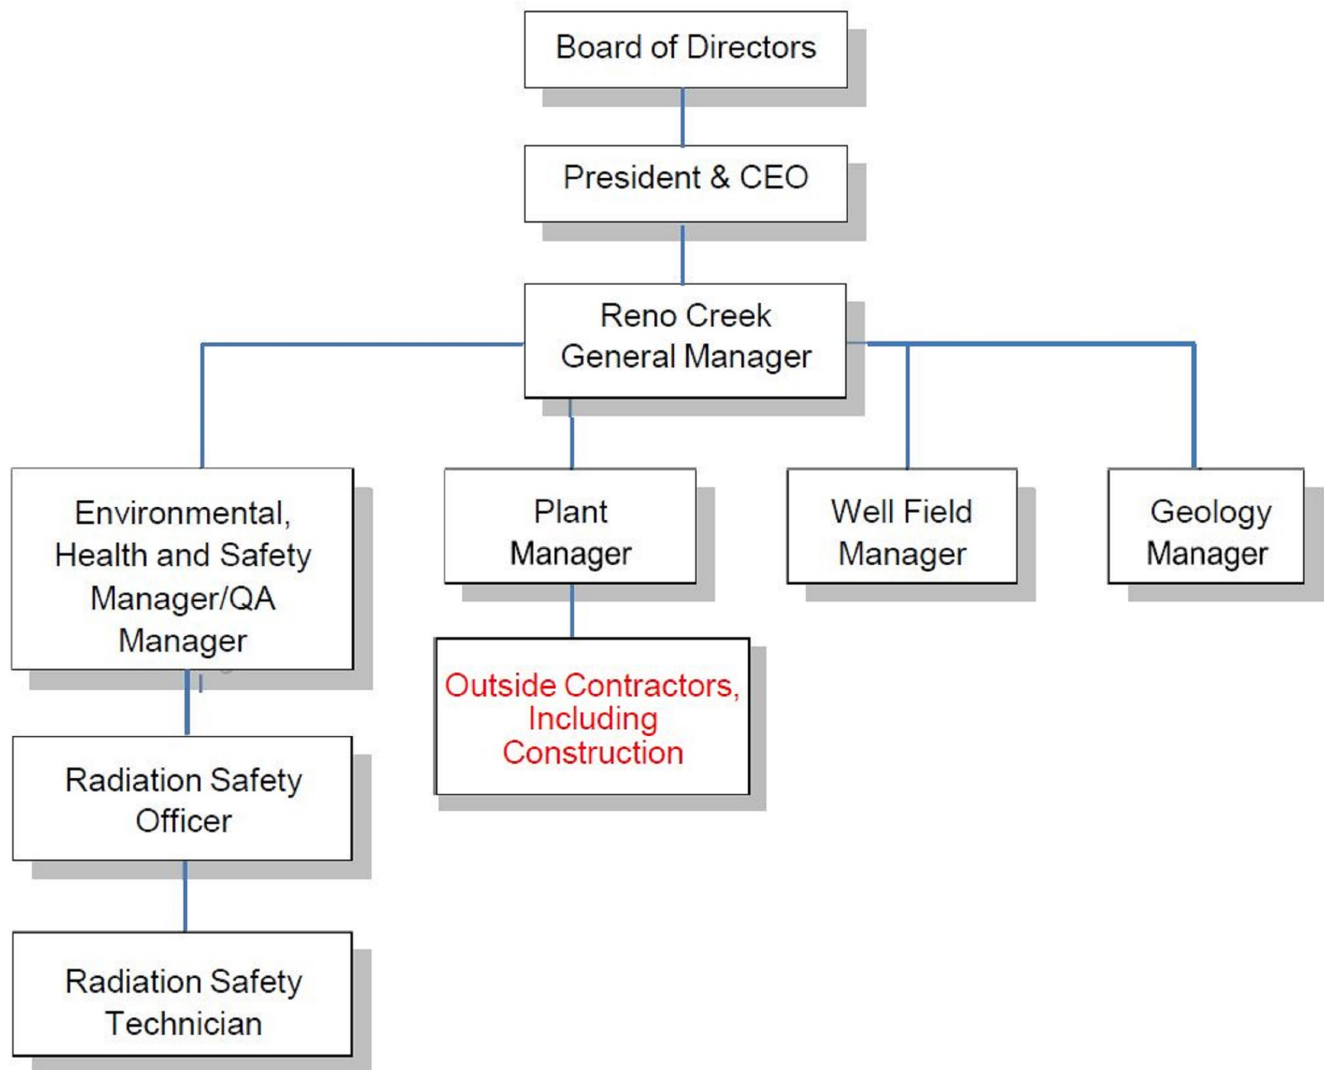 Board of Directors
President & CEO
Reno Creek
General Manager
Environmental,
Health and Safety
Manager/QA
Manager
Plant
Manager
Well Field
Manager
Geology
Manager
Outside Contractors,
Including
Construction
Radiation Safety
Officer
Radiation Safety
Technician